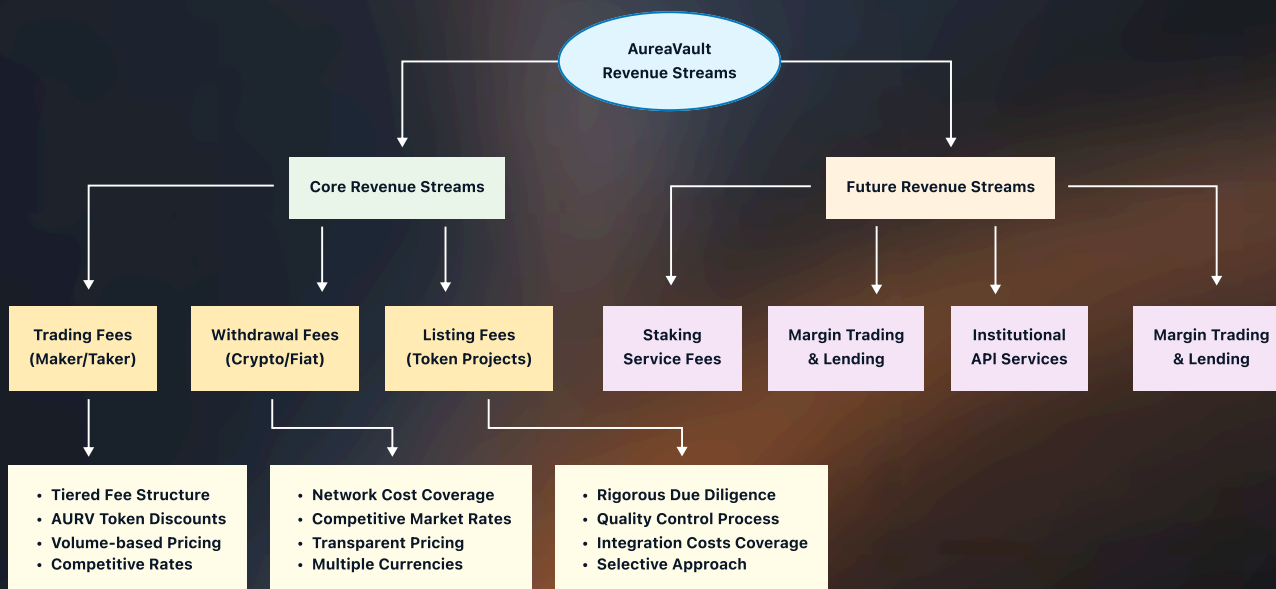 AureaVault
Revenue Streams
Core Revenue Streams
Future Revenue Streams
Trading Fees
(Maker/Taker)
Withdrawal Fees
(Crypto/Fiat)
Listing Fees
(Token Projects)
Staking
Service Fees
Margin Trading
& Lending
Institutional
API Services
Margin Trading
& Lending
• Tiered Fee Structure
• AURV Token Discounts
• Volume-based Pricing
• Competitive Rates
• Network Cost Coverage
• Competitive Market Rates
• Transparent Pricing
• Multiple Currencies
• Rigorous Due Diligence
• Quality Control Process
• Integration Costs Coverage
• Selective Approach